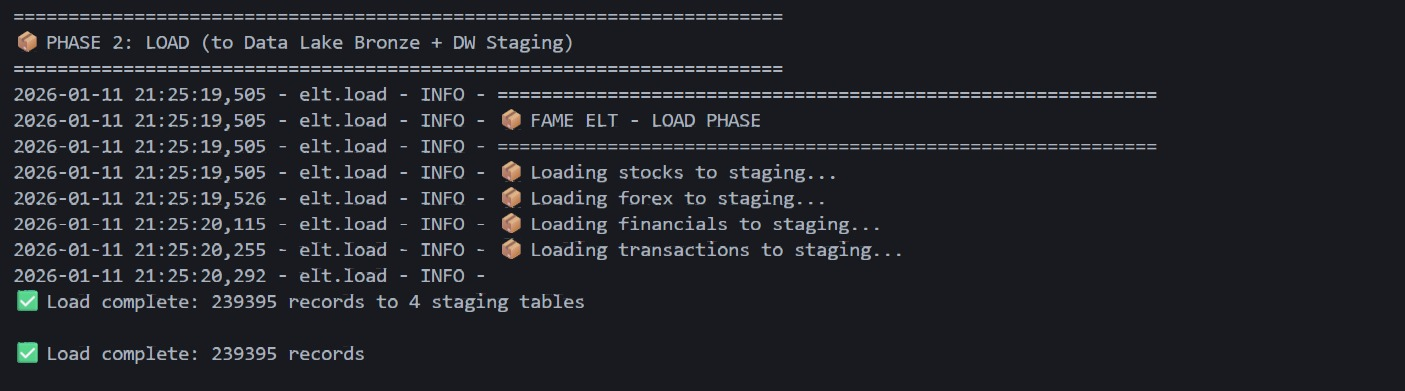 ======================================================================
📦 PHASE 2: LOAD (to Data Lake Bronze + DW Staging)
======================================================================
2026-01-11 21:25:19,505 - elt.load - INFO - ============================================================
2026-01-11 21:25:19,505 - elt.load - INFO - 📦 FAME ELT - LOAD PHASE
2026-01-11 21:25:19,505 - elt.load - INFO - ============================================================
2026-01-11 21:25:19,505 - elt.load - INFO - 📦 Loading stocks to staging...
2026-01-11 21:25:19,526 - elt.load - INFO - 📦 Loading forex to staging...
2026-01-11 21:25:20,115 - elt.load - INFO - 📦 Loading financials to staging...
2026-01-11 21:25:20,255 - elt.load - INFO - 📦 Loading transactions to staging...
2026-01-11 21:25:20,292 - elt.load - INFO -
✅ Load complete: 239395 records to 4 staging tables
✅ Load complete: 239395 records